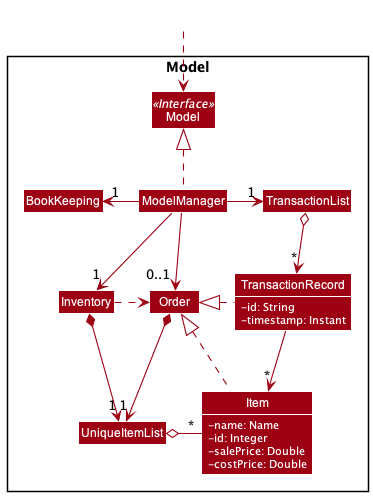 Model
«Interface»
Model
BookKeeping
1
ModelManager
1
TransactionList
1
0..1
*
Inventory
Order
TransactionRecord
-id: String
-timestamp: Instant
*
1
1
UniqueItemList
*
Item
-name: Name
-id: Integer
-salePrice: Double
-costPrice: Double